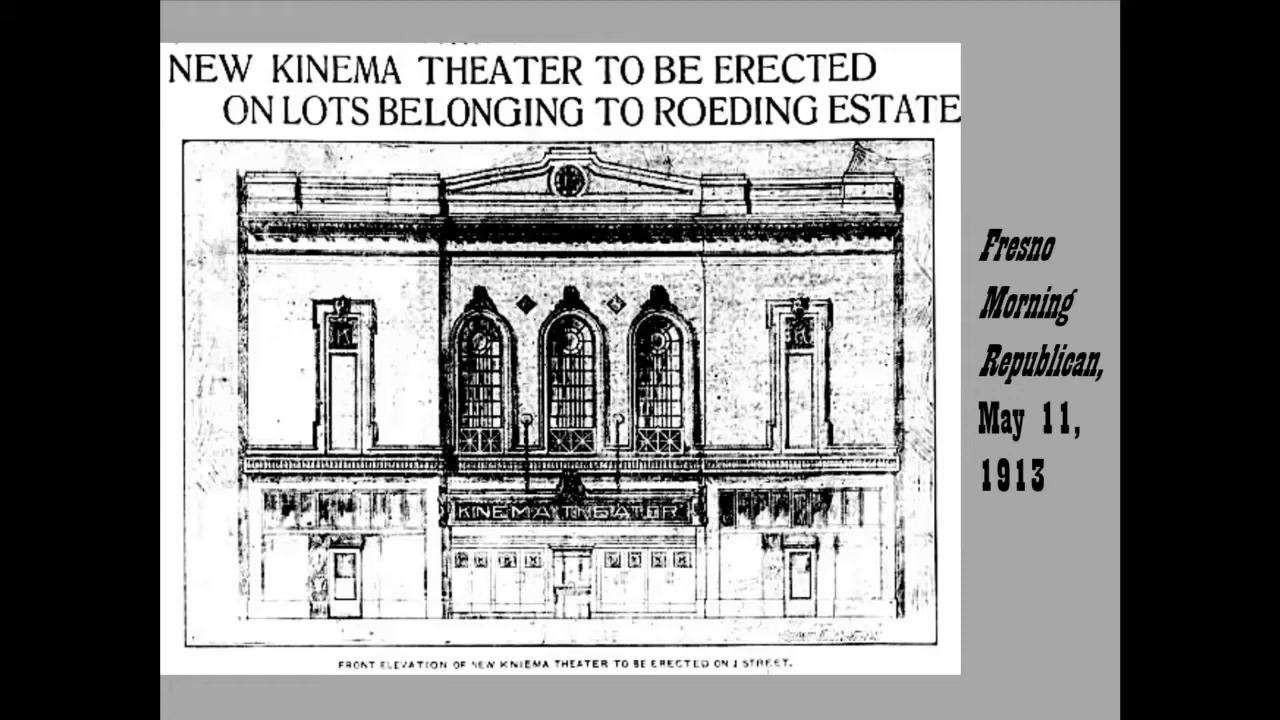 NEW KINEMA THEATER TO BE ERECTED
ON LOTS BELONGING TO ROEDING ESTATE
KINEMA THEATER
FRONT ELEVATION OF NEW KNIEMA THEATER TO BE ERECTED ON J STREET.
Fresno
Morning
Republican,
May 11,
1913